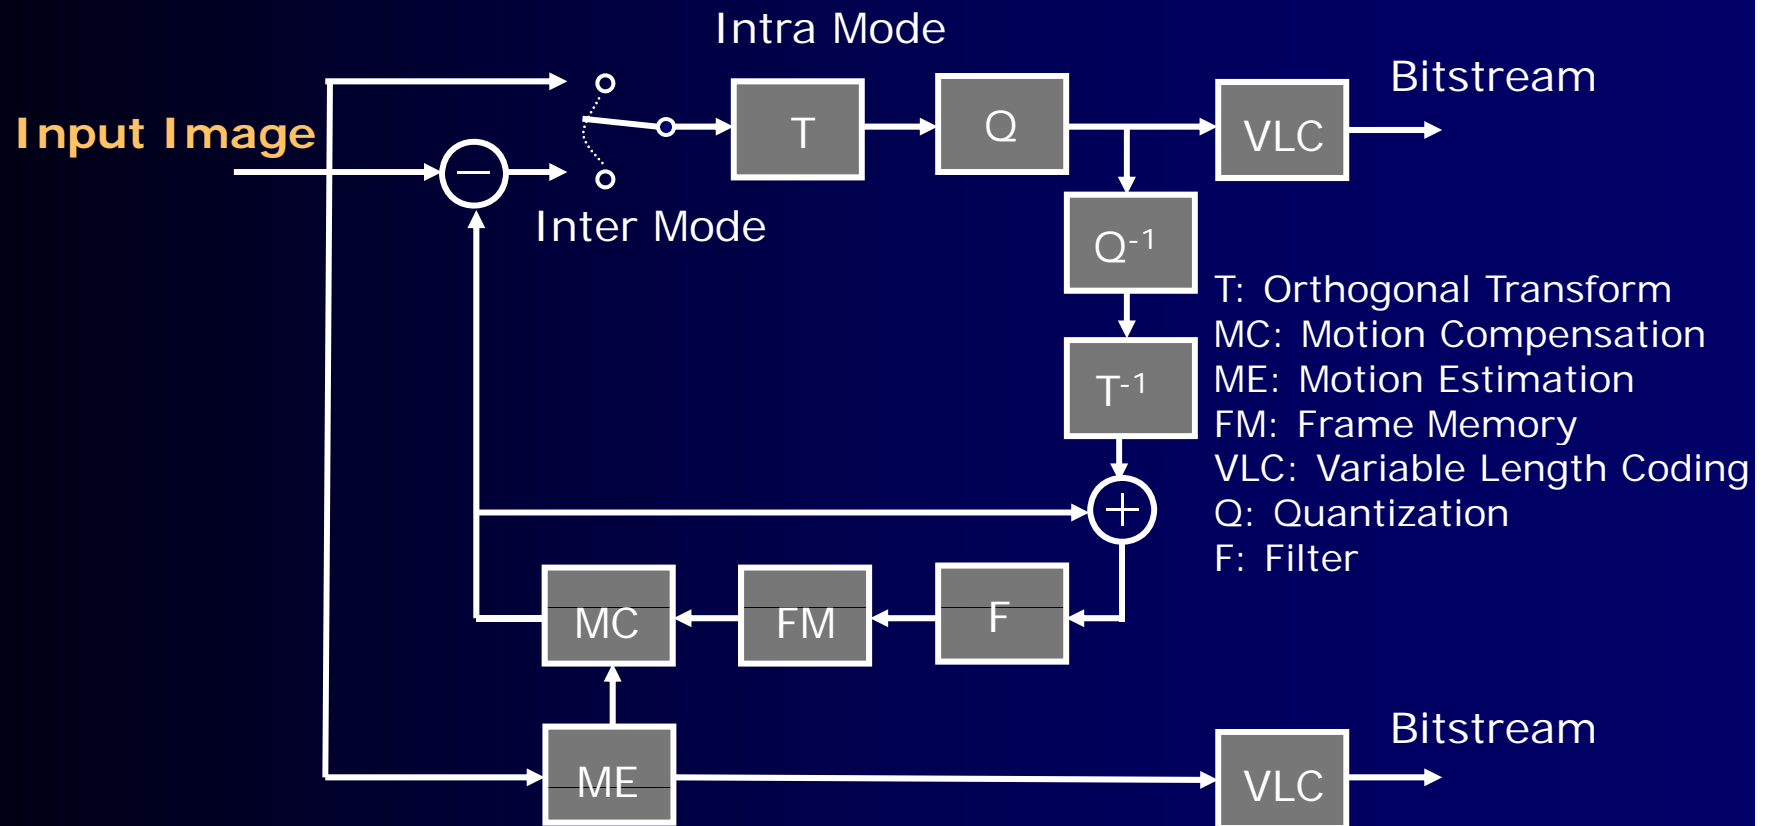 Intra Mode
Bitstream
Input Image
T
Q
VLC
Inter Mode
Q-1
T: Orthogonal Transform
MC: Motion Compensation
T-1
ME: Motion Estimation
FM: Frame Memory
VLC: Variable Length Coding
+
Q: Quantization
F: Filter
MC
FM
F
Bitstream
ME
VLC